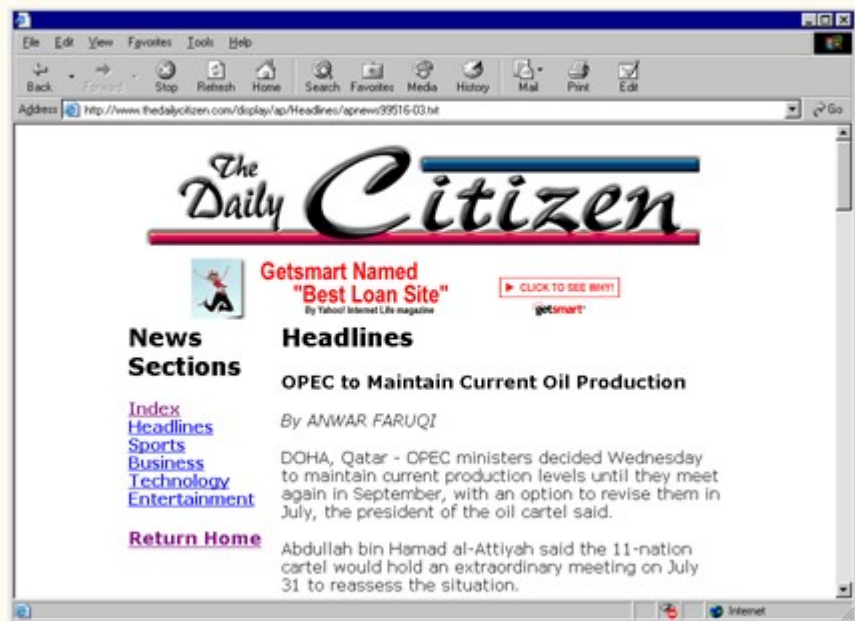 File Edit View Favorites Tools Help
Back Forward Stop Refresh Home Search Favorites Media History Mail Print Edit
Address http://www.thedailycitizen.com/display/ap/Headlines/apnews99516-03.txt Go
The Daily Citizen
Getsmart Named
"Best Loan Site"
By Yahoo! Internet Life magazine
CLICK TO SEE WHY!
getsmart
News
Sections
Index
Headlines
Sports
Business
Technology
Entertainment
Return Home
Headlines
OPEC to Maintain Current Oil Production
By ANWAR FARUQI
DOHA, Qatar - OPEC ministers decided Wednesday
to maintain current production levels until they meet
again in September, with an option to revise them in
July, the president of the oil cartel said.
Abdullah bin Hamad al-Attiyah said the 11-nation
cartel would hold an extraordinary meeting on July
31 to reassess the situation.
Internet